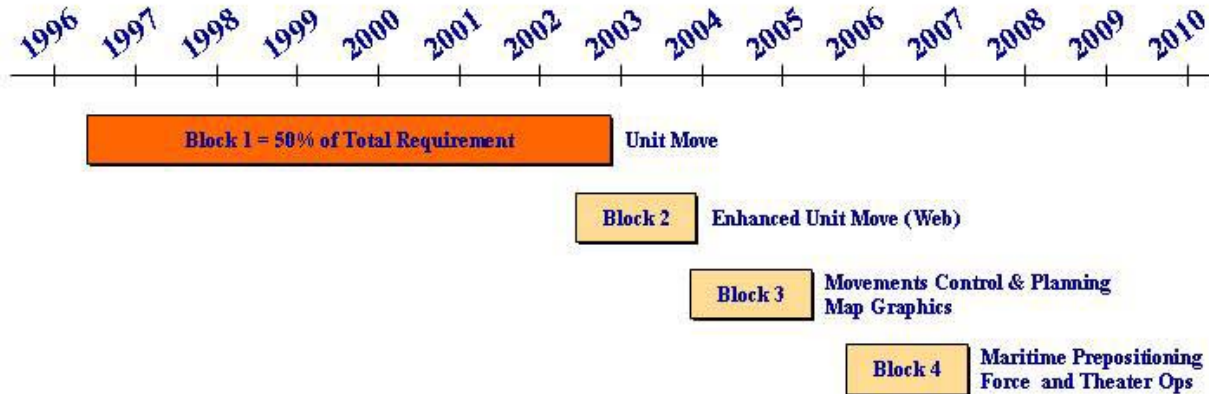 1996 1997 1998 1999 2000 2001 2002 2003 2004 2005 2006 2007 2008 2009 2010
Block 1 = 50% of Total Requirement
Unit Move
Block 2
Enhanced Unit Move (Web)
Block 3
Movements Control & Planning
Map Graphics
Block 4
Maritime Prepositioning
Force and Theater Ops